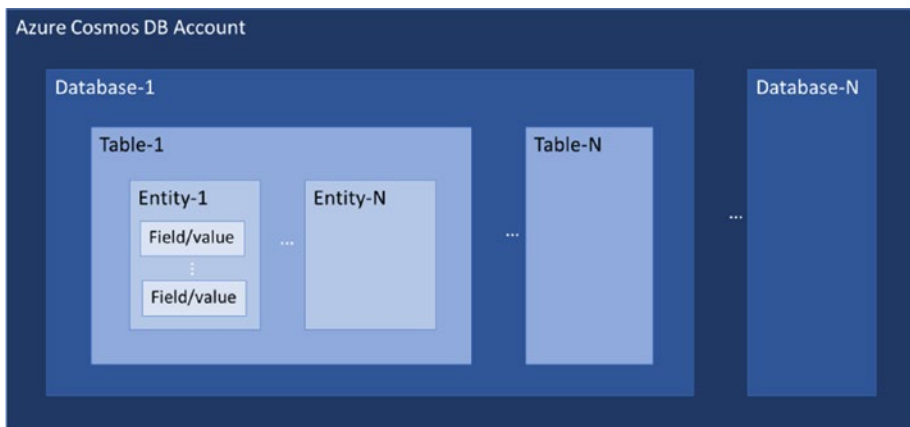 Azure Cosmos DB Account
Database-1
Database-N
Table-1
Table-N
Entity-1
Entity-N
Field/value
...
...
...
⋮
Field/value